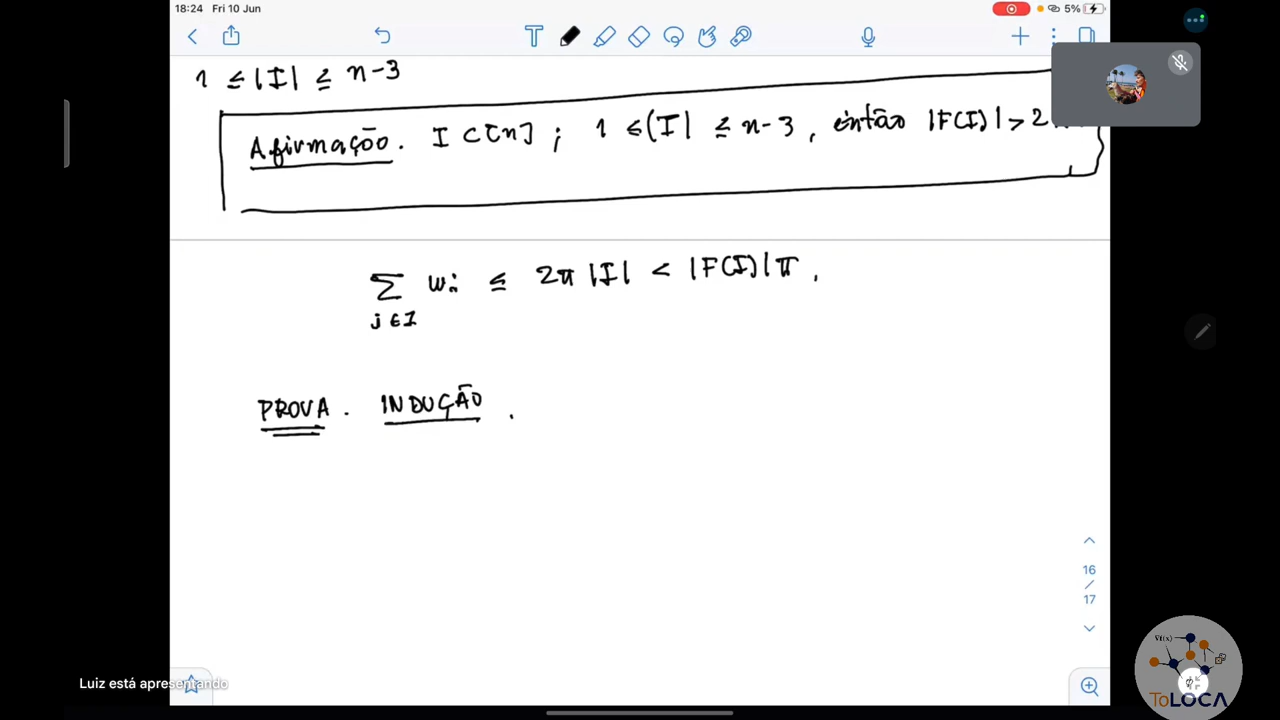 18:24 Fri 10 Jun
5%
1 ≤ |I| ≤ n-3
Afirmação. I ⊂ [n] ; 1 ≤ |I| ≤ n-3, então |F(I)| > 2
∑ wi ≤ 2π |I| < |F(I)| π.
j ∈ I
PROVA. INDUÇÃO.
16
/
17
Luiz está apresentando
∇f(x)
ToLOCA